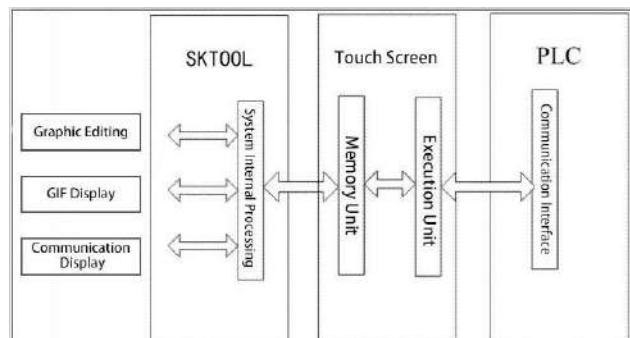 SKTOOL
Touch Screen
PLC
Graphic Editing
GIF Display
Communication
Display
System Internal Processing
Memory Unit
Execution Unit
Communication Interface